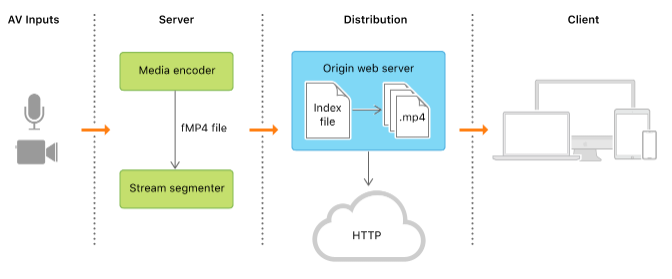 AV Inputs
Server
Distribution
Client
Media encoder
fMP4 file
Stream segmenter
Origin web server
Index
file
.mp4
HTTP